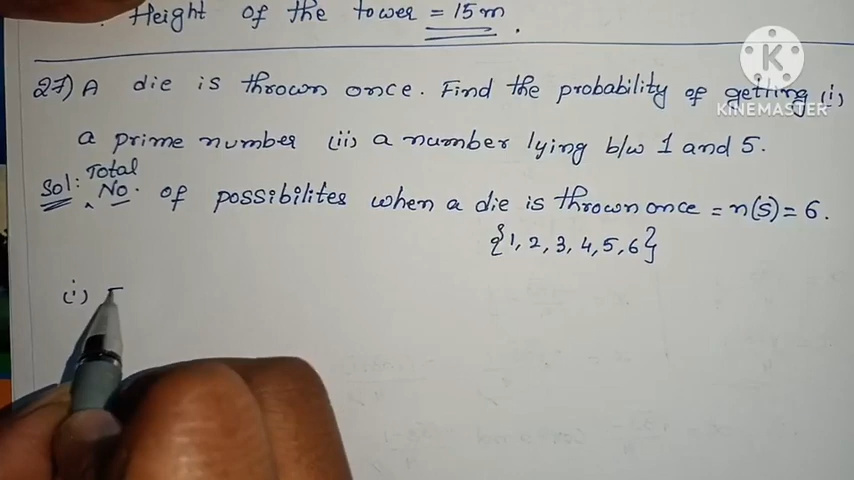 Height of the tower = 15 m.
K
KINEMASTER
27) A die is thrown once. Find the probability of getting (i)
a prime number (ii) a number lying b/w 1 and 5.
Sol: Total No. of possibilites when a die is thrown once = n(S) = 6.
{1, 2, 3, 4, 5, 6}
(i)